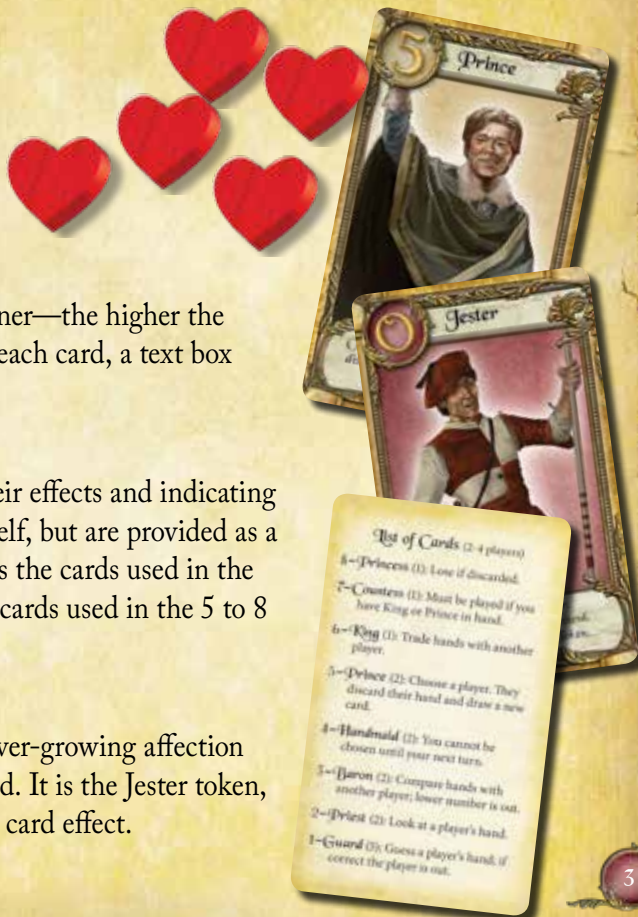 5
Prince
ner—the higher the
each card, a text box
0
Jester
eir effects and indicating
elf, but are provided as a
s the cards used in the
cards used in the 5 to 8
ver-growing affection
d. It is the Jester token,
card effect.
List of Cards (2-4 players)
8–Princess (1): Lose if discarded.
7–Countess (1): Must be played if you
have King or Prince in hand.
6–King (1): Trade hands with another
player.
5–Prince (2): Choose a player. They
discard their hand and draw a new
card.
4–Handmaid (2): You cannot be
chosen until your next turn.
3–Baron (2): Compare hands with
another player; lower number is out.
2–Priest (2): Look at a player's hand.
1–Guard (5): Guess a player's hand; if
correct the player is out.
3